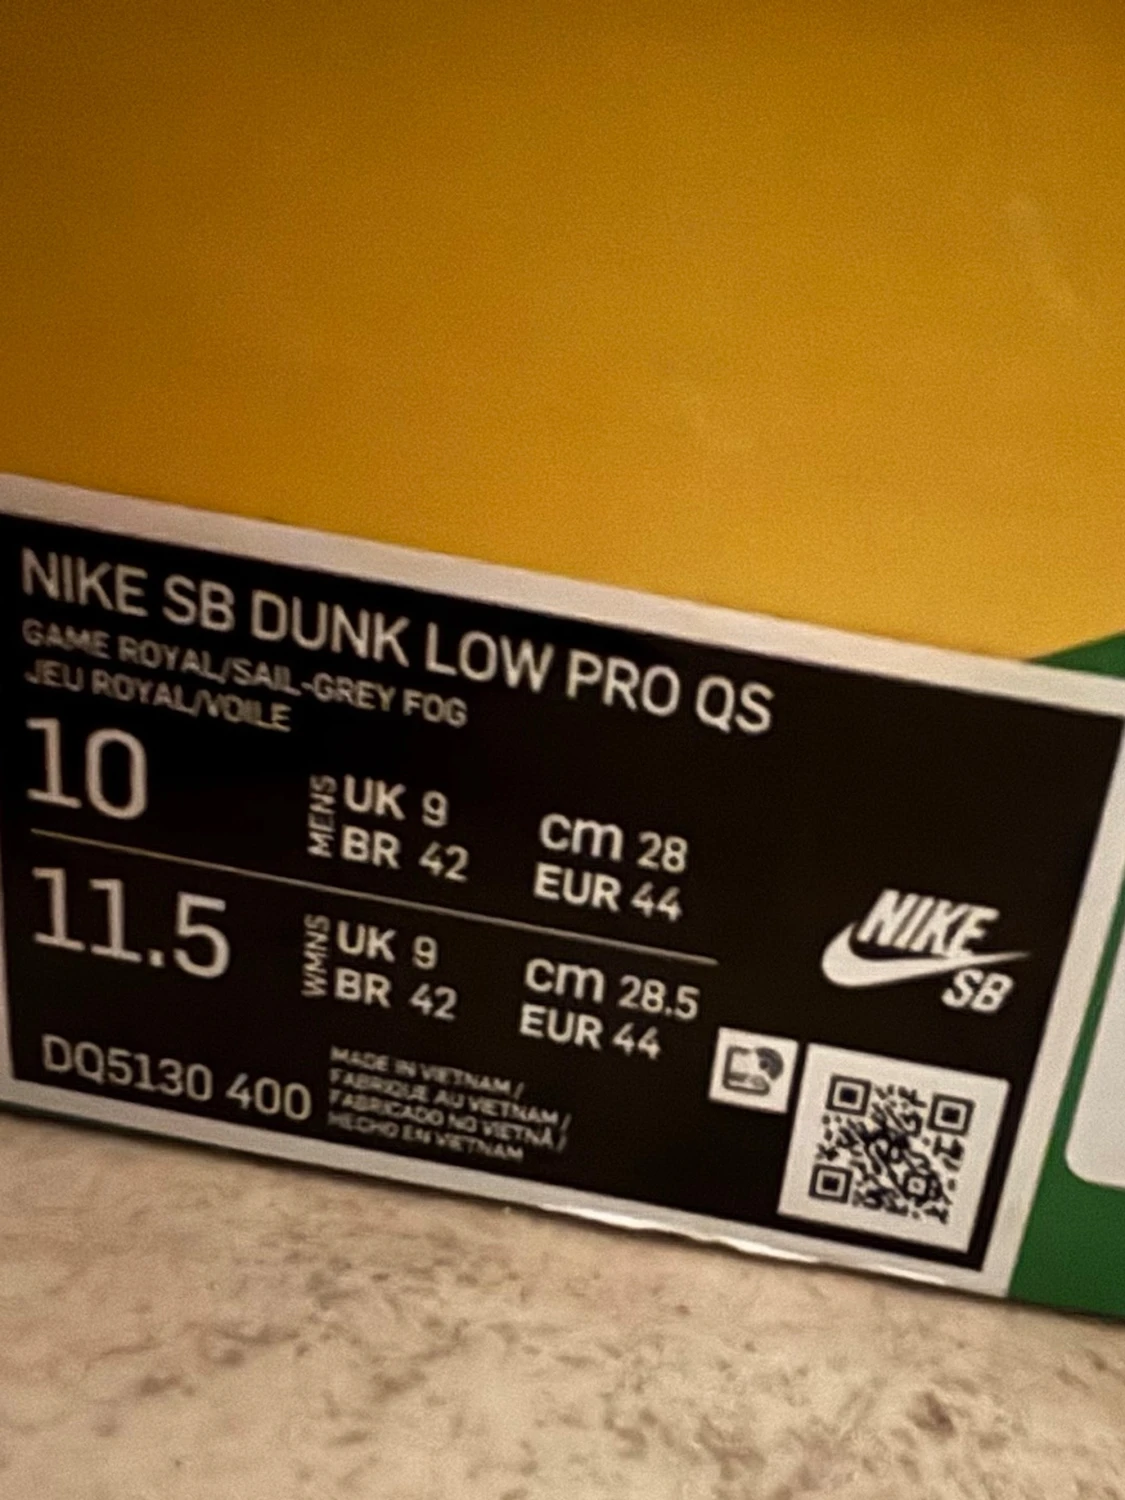 NIKE SB DUNK LOW PRO QS
GAME ROYAL/SAIL-GREY FOG
JEU ROYAL/VOILE
10
MENS
UK 9
BR 42
cm 28
EUR 44
11.5
WMNS
UK 9
BR 42
cm 28.5
EUR 44
DQ5130 400
MADE IN VIETNAM /
FABRIQUE AU VIETNAM /
FABRICADO NO VIETNÃ /
HECHO EN VIETNAM
NIKE
SB